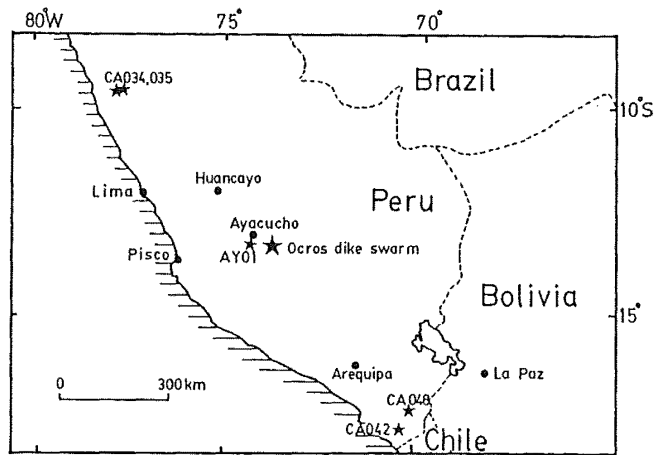 80°W 75° 70°
CA034,035
Brazil
10°S
Huancayo
Lima
Peru
Ayacucho
AY01
Ocros dike swarm
Pisco
Bolivia
15°
Arequipa
La Paz
0 300km
CA048
CA042
Chile